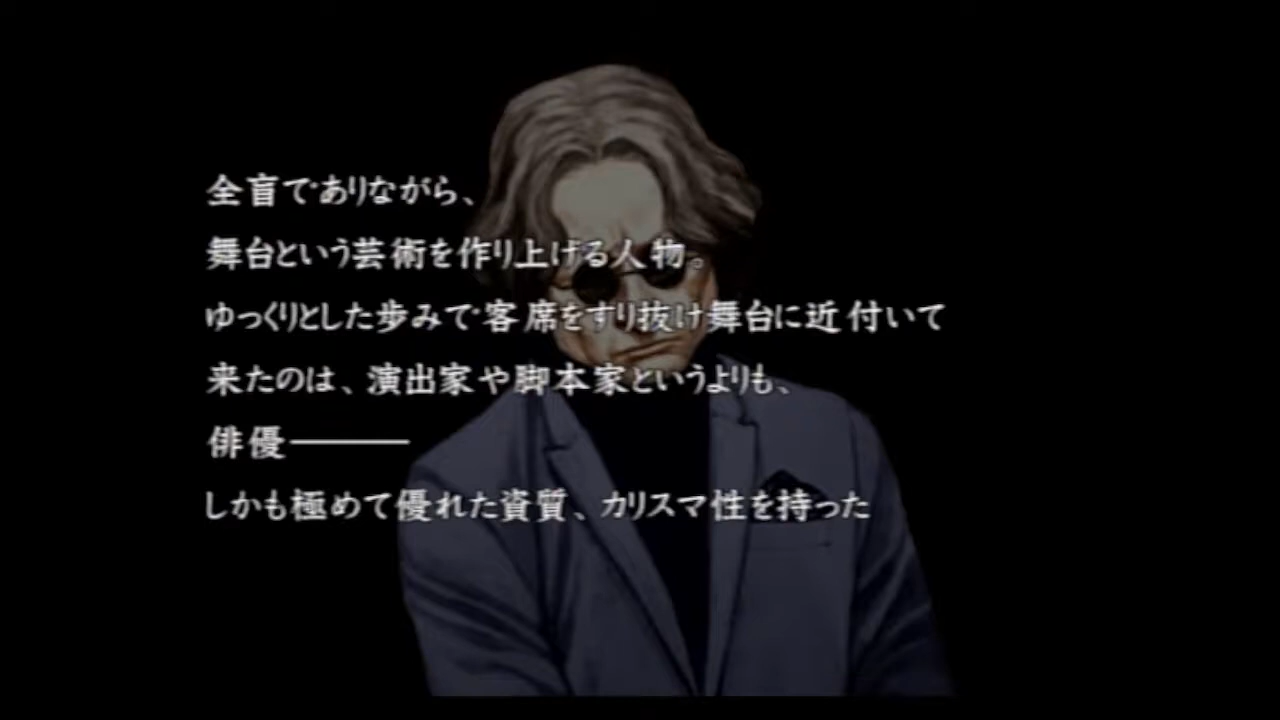 全盲でありながら、
舞台という芸術を作り上げる人物。
ゆっくりとした歩みで客席をすり抜け舞台に近付いて
来たのは、演出家や脚本家というよりも、
俳優───
しかも極めて優れた資質、カリスマ性を持った